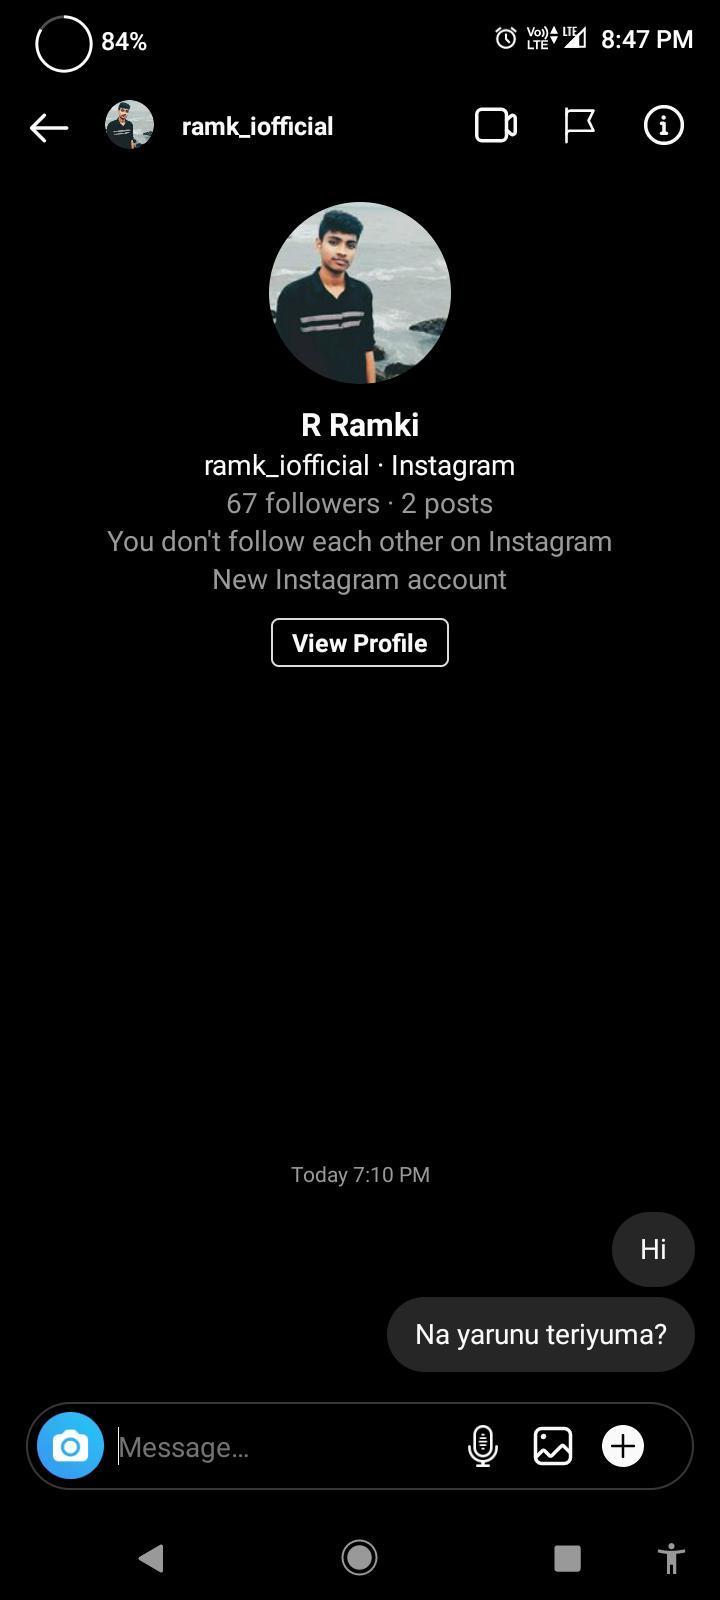 84%
Vo)) LTE LTE 8:47 PM
ramk_iofficial
R Ramki
ramk_iofficial · Instagram
67 followers · 2 posts
You don't follow each other on Instagram
New Instagram account
View Profile
Today 7:10 PM
Hi
Na yarunu teriyuma?
Message...